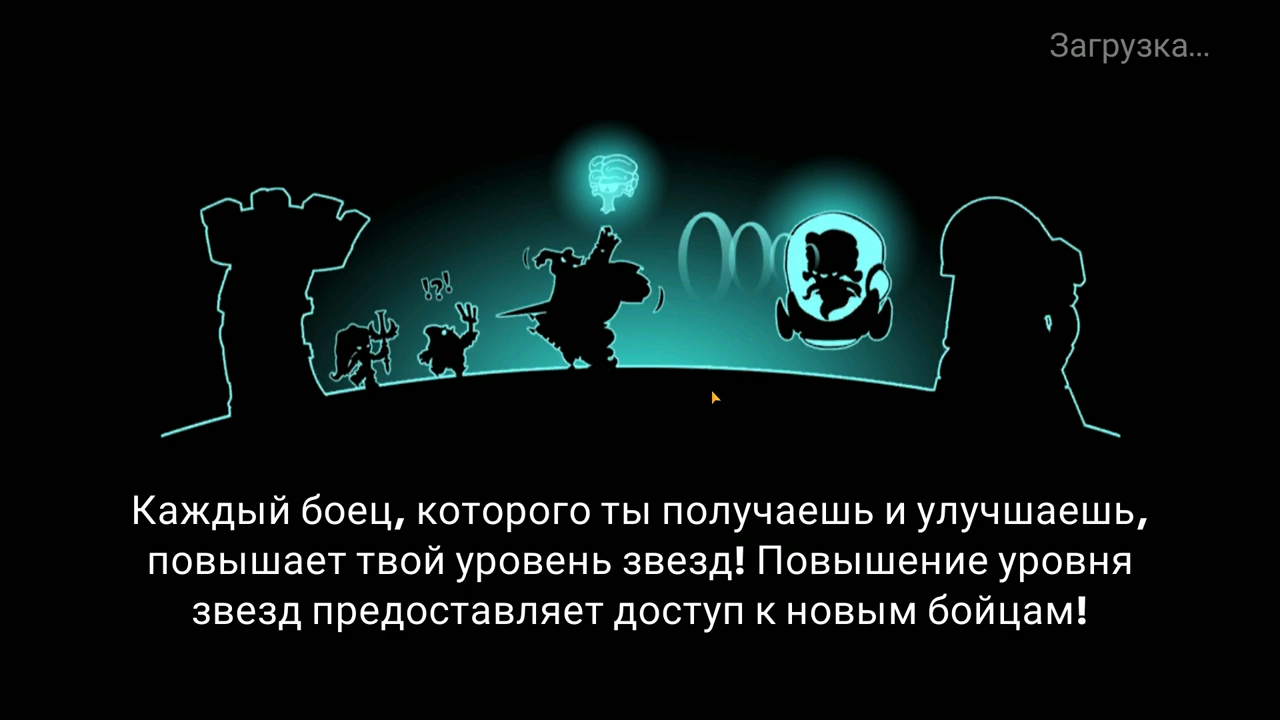 Загрузка...
!?!
Каждый боец, которого ты получаешь и улучшаешь,
повышает твой уровень звезд! Повышение уровня
звезд предоставляет доступ к новым бойцам!